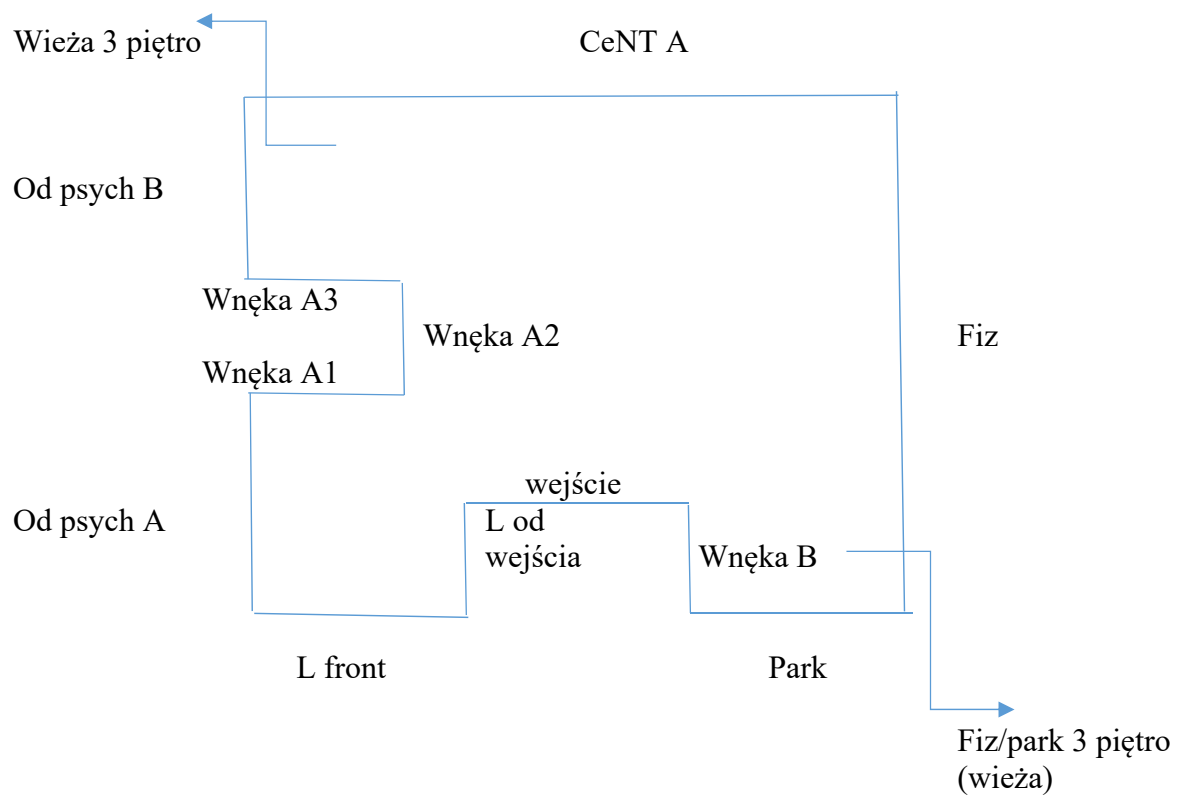 Wieża 3 piętro
CeNT A
Od psych B
Wnęka A3
Wnęka A2
Fiz
Wnęka A1
wejście
Od psych A
L od
wejścia
Wnęka B
L front
Park
Fiz/park 3 piętro
(wieża)